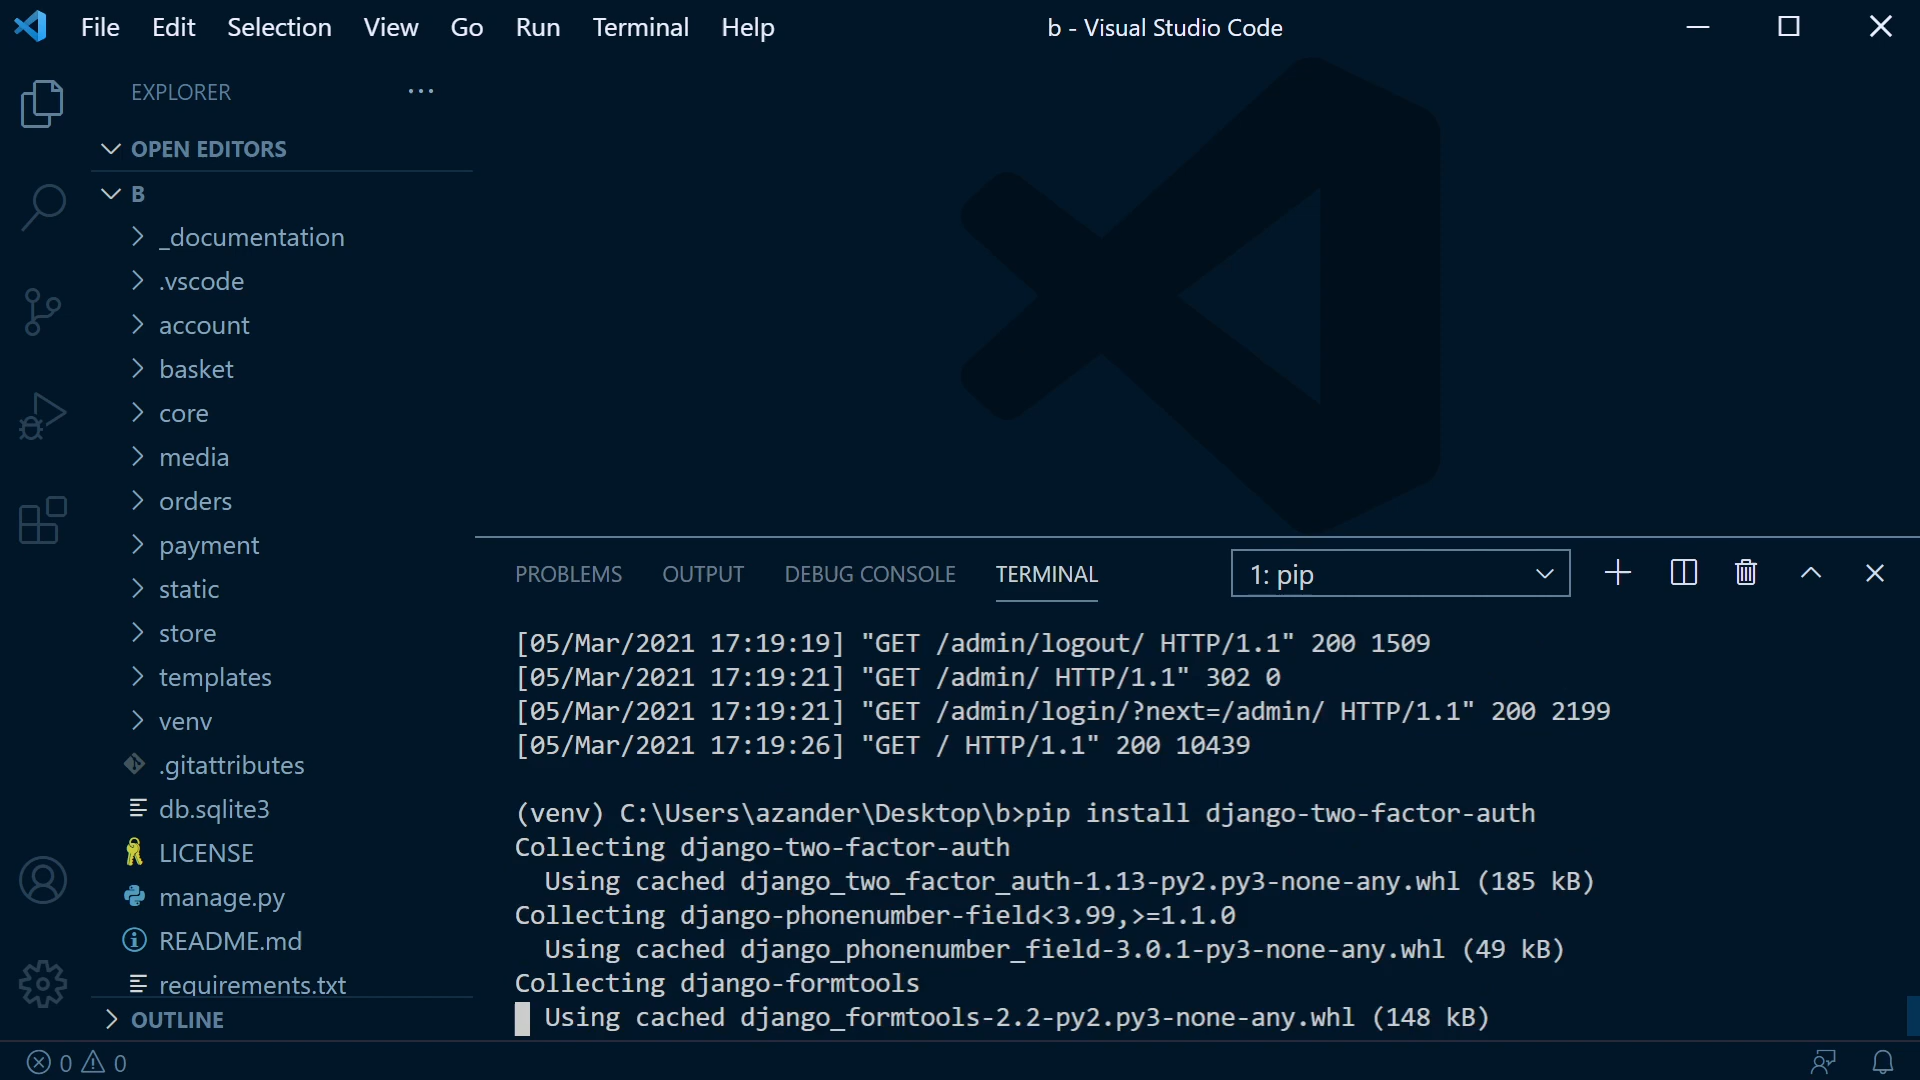 File Edit Selection View Go Run Terminal Help
b - Visual Studio Code
EXPLORER
OPEN EDITORS
B
_documentation
.vscode
account
basket
core
media
orders
payment
static
store
templates
venv
.gitattributes
db.sqlite3
LICENSE
manage.py
README.md
requirements.txt
OUTLINE
PROBLEMS OUTPUT DEBUG CONSOLE TERMINAL 1: pip
[05/Mar/2021 17:19:19] "GET /admin/logout/ HTTP/1.1" 200 1509
[05/Mar/2021 17:19:21] "GET /admin/ HTTP/1.1" 302 0
[05/Mar/2021 17:19:21] "GET /admin/login/?next=/admin/ HTTP/1.1" 200 2199
[05/Mar/2021 17:19:26] "GET / HTTP/1.1" 200 10439
(venv) C:\Users\azander\Desktop\b>pip install django-two-factor-auth
Collecting django-two-factor-auth
  Using cached django_two_factor_auth-1.13-py2.py3-none-any.whl (185 kB)
Collecting django-phonenumber-field<3.99,>=1.1.0
  Using cached django_phonenumber_field-3.0.1-py3-none-any.whl (49 kB)
Collecting django-formtools
  Using cached django_formtools-2.2-py2.py3-none-any.whl (148 kB)
0 0